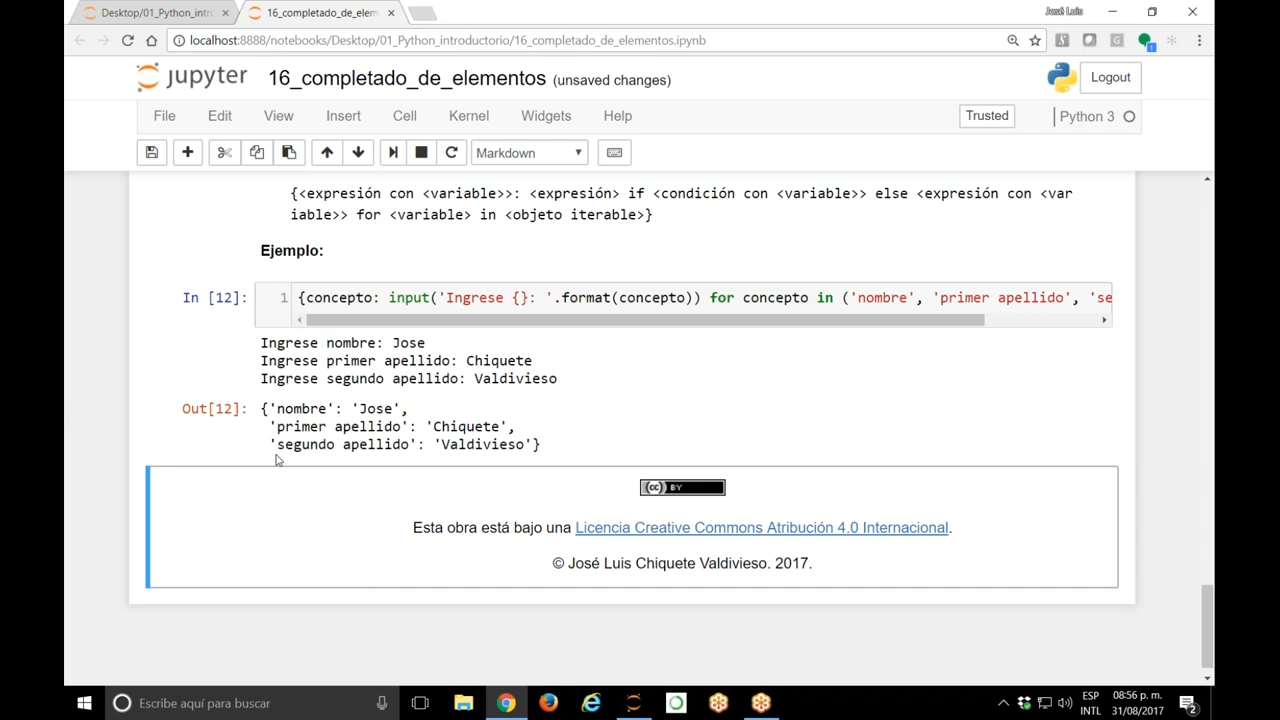 Desktop/01_Python_intro
16_completado_de_elem
José Luis
localhost:8888/notebooks/Desktop/01_Python_introductorio/16_completado_de_elementos.ipynb
1
jupyter 16_completado_de_elementos (unsaved changes)
Logout
File Edit View Insert Cell Kernel Widgets Help
Trusted
Python 3
Markdown
{<expresión con <variable>>: <expresión> if <condición con <variable>> else <expresión con <var
iable>> for <variable> in <objeto iterable>}
Ejemplo:
In [12]: 1 {concepto: input('Ingrese {}: '.format(concepto)) for concepto in ('nombre', 'primer apellido', 'se
Ingrese nombre: Jose
Ingrese primer apellido: Chiquete
Ingrese segundo apellido: Valdivieso
Out[12]: {'nombre': 'Jose',
'primer apellido': 'Chiquete',
'segundo apellido': 'Valdivieso'}
cc BY
Esta obra está bajo una Licencia Creative Commons Atribución 4.0 Internacional.
© José Luis Chiquete Valdivieso. 2017.
Escribe aquí para buscar
ESP
INTL
08:56 p. m.
31/08/2017
2